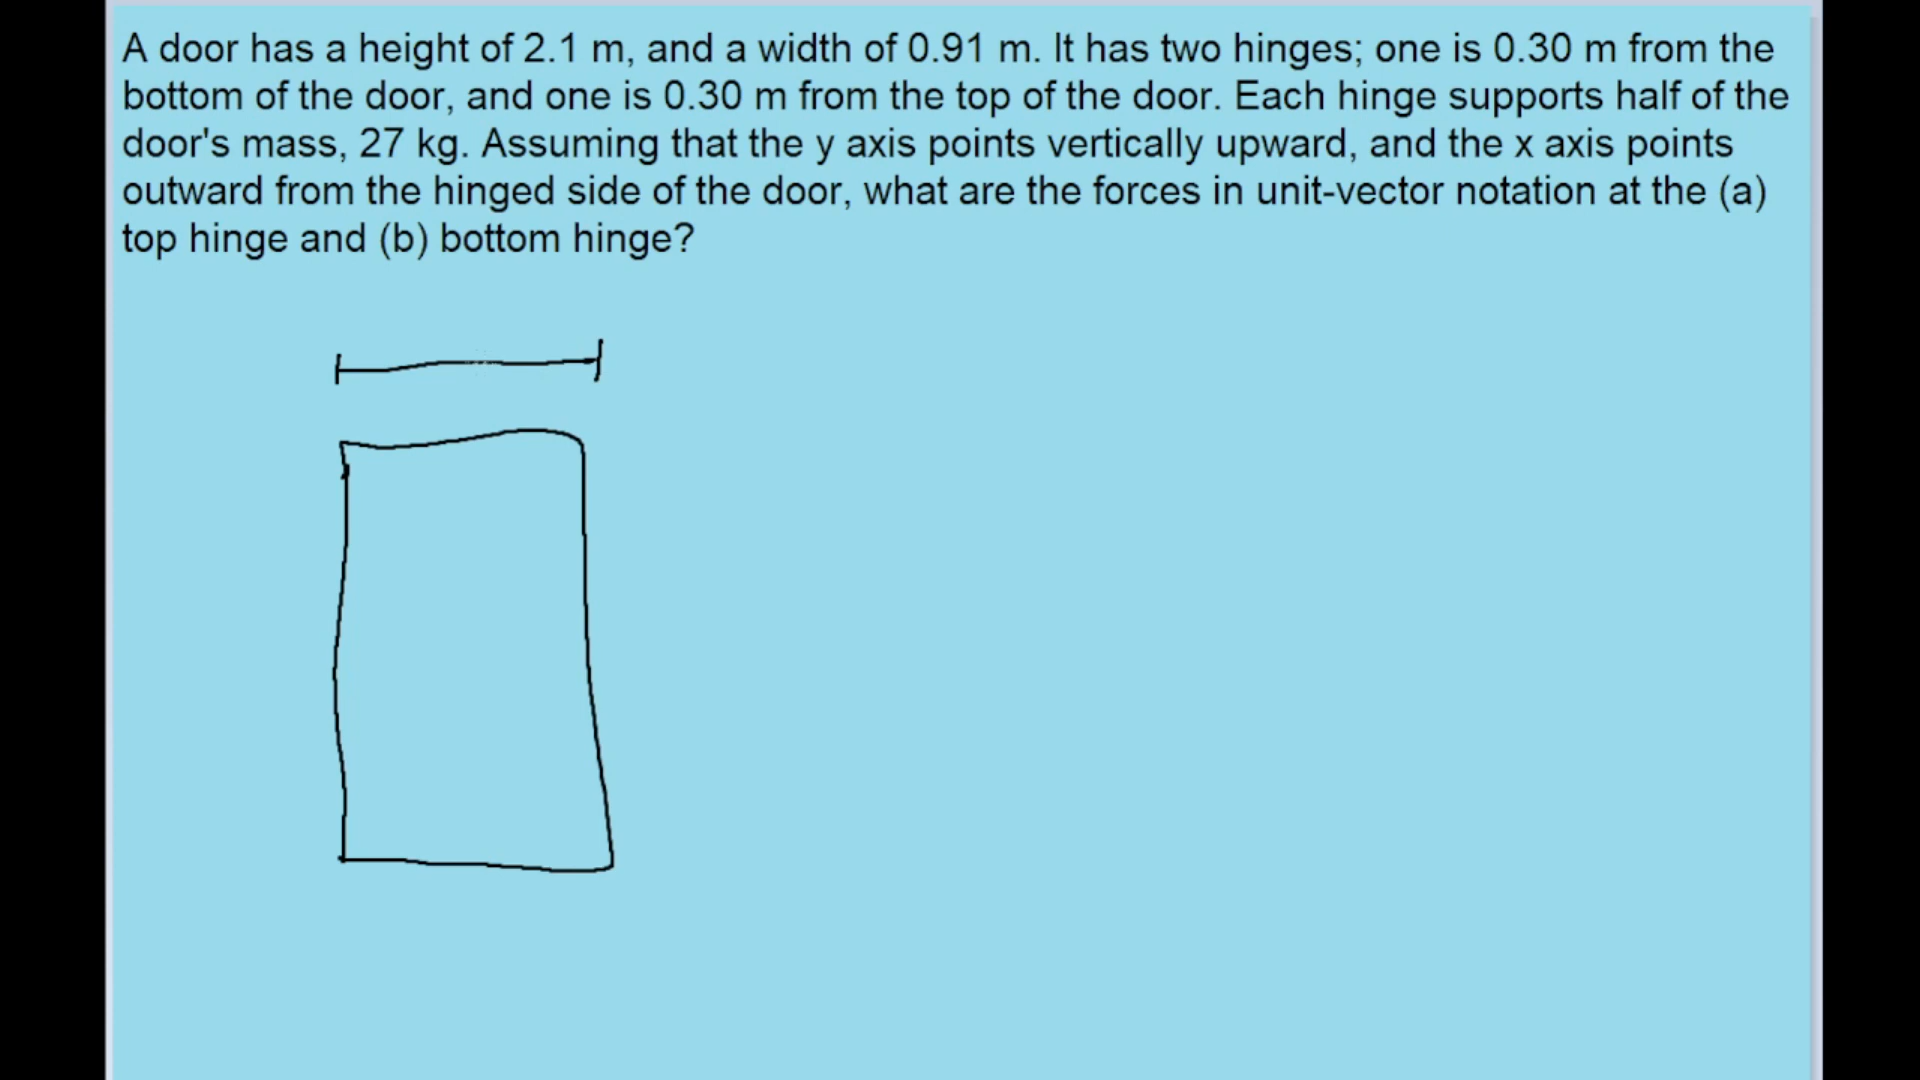 A door has a height of 2.1 m, and a width of 0.91 m. It has two hinges; one is 0.30 m from the
bottom of the door, and one is 0.30 m from the top of the door. Each hinge supports half of the
door's mass, 27 kg. Assuming that the y axis points vertically upward, and the x axis points
outward from the hinged side of the door, what are the forces in unit-vector notation at the (a)
top hinge and (b) bottom hinge?